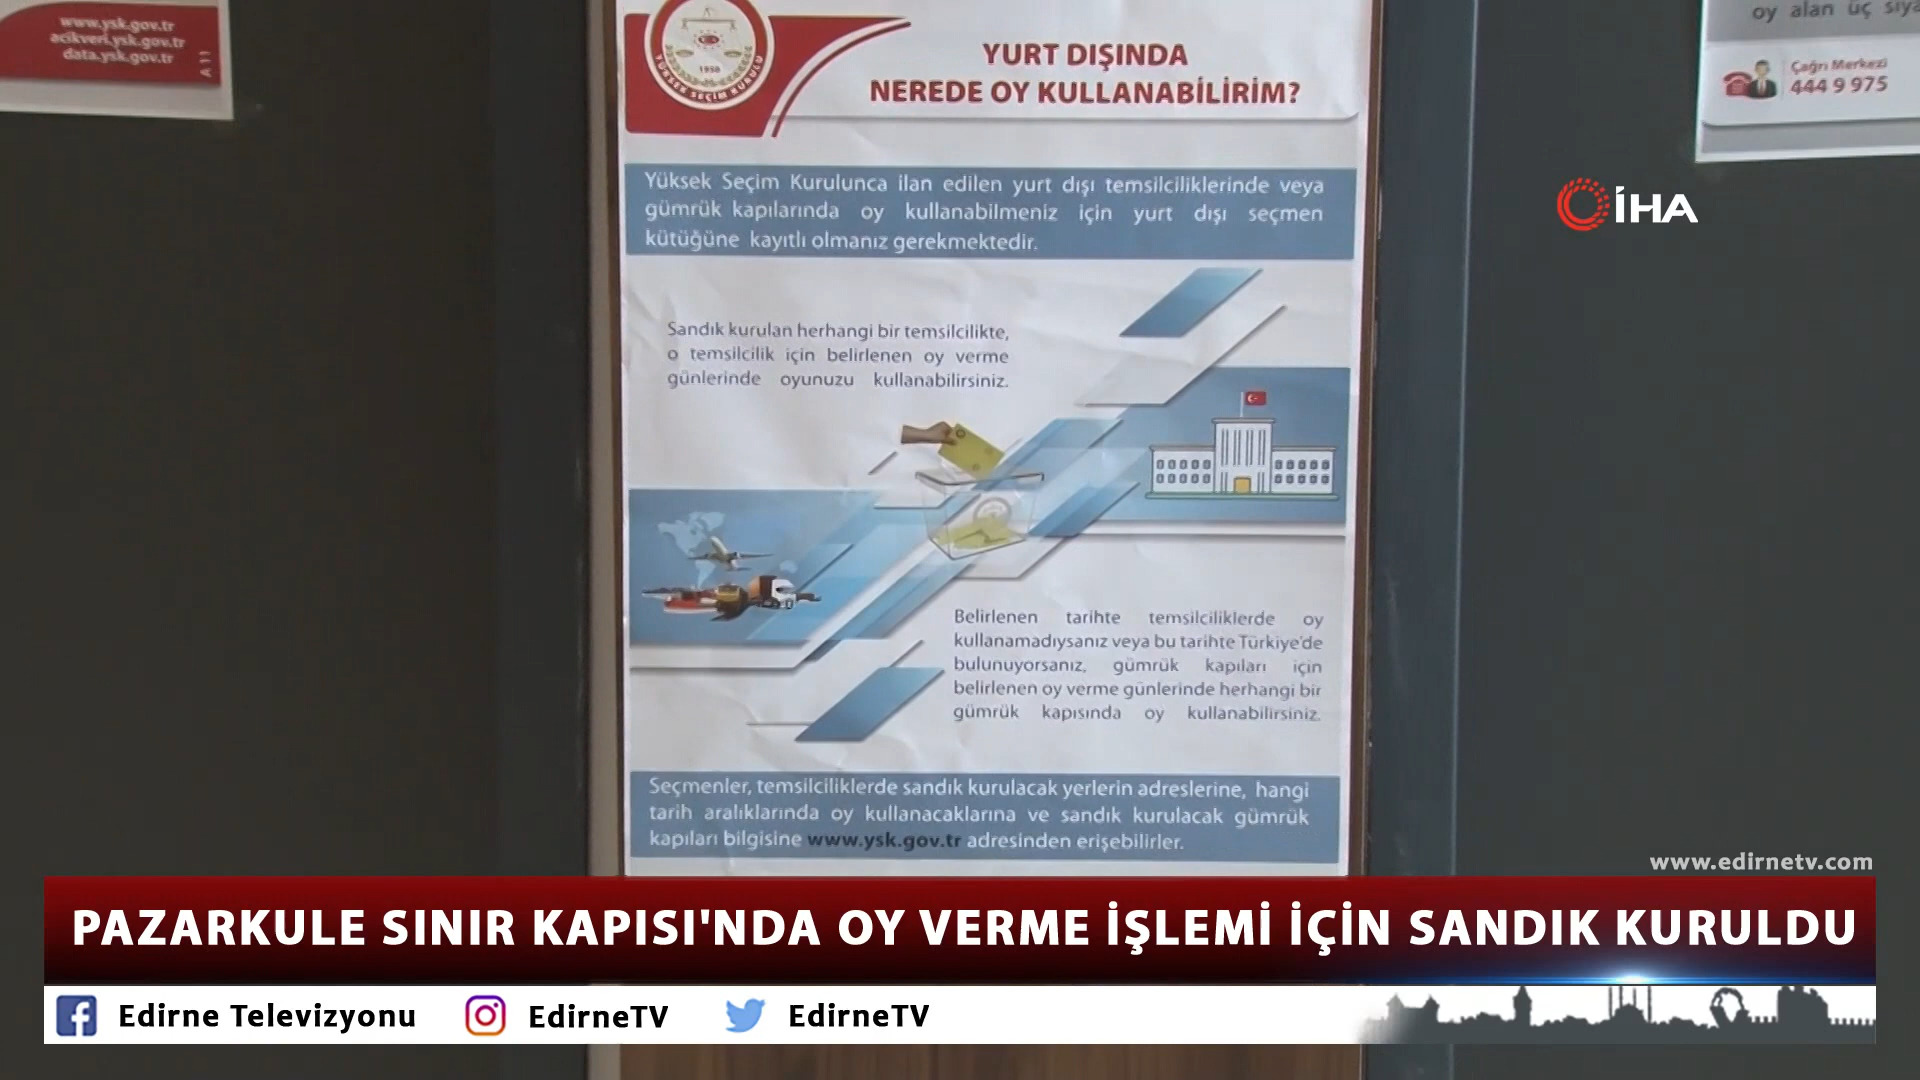 www.ysk.gov.tr
acikveri.ysk.gov.tr
data.ysk.gov.tr
A 11
1950
YÜKSEK SEÇİM KURULU
YURT DIŞINDA
NEREDE OY KULLANABİLİRİM?
oy alan üç siya
Çağrı Merkezi
444 9 975
Yüksek Seçim Kurulunca ilan edilen yurt dışı temsilciliklerinde veya
gümrük kapılarında oy kullanabilmeniz için yurt dışı seçmen
kütüğüne kayıtlı olmanız gerekmektedir.
İHA
Sandık kurulan herhangi bir temsilcilikte,
o temsilcilik için belirlenen oy verme
günlerinde oyunuzu kullanabilirsiniz.
Belirlenen tarihte temsilciliklerde oy
kullanamadıysanız veya bu tarihte Türkiye'de
bulunuyorsanız, gümrük kapıları için
belirlenen oy verme günlerinde herhangi bir
gümrük kapısında oy kullanabilirsiniz.
Seçmenler, temsilciliklerde sandık kurulacak yerlerin adreslerine, hangi
tarih aralıklarında oy kullanacaklarına ve sandık kurulacak gümrük
kapıları bilgisine www.ysk.gov.tr adresinden erişebilirler.
www.edirnetv.com
PAZARKULE SINIR KAPISI'NDA OY VERME İŞLEMİ İÇİN SANDIK KURULDU
Edirne Televizyonu EdirneTV EdirneTV